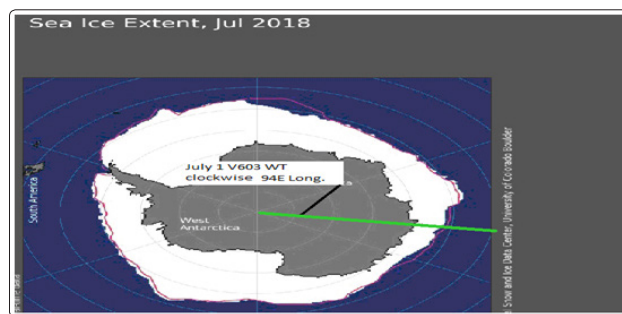 Sea Ice Extent, Jul 2018
July 1 V603 WT
clockwise 94E Long.
South America
West
Antarctica
Snow and Ice Data Center, University of Colorado Boulder